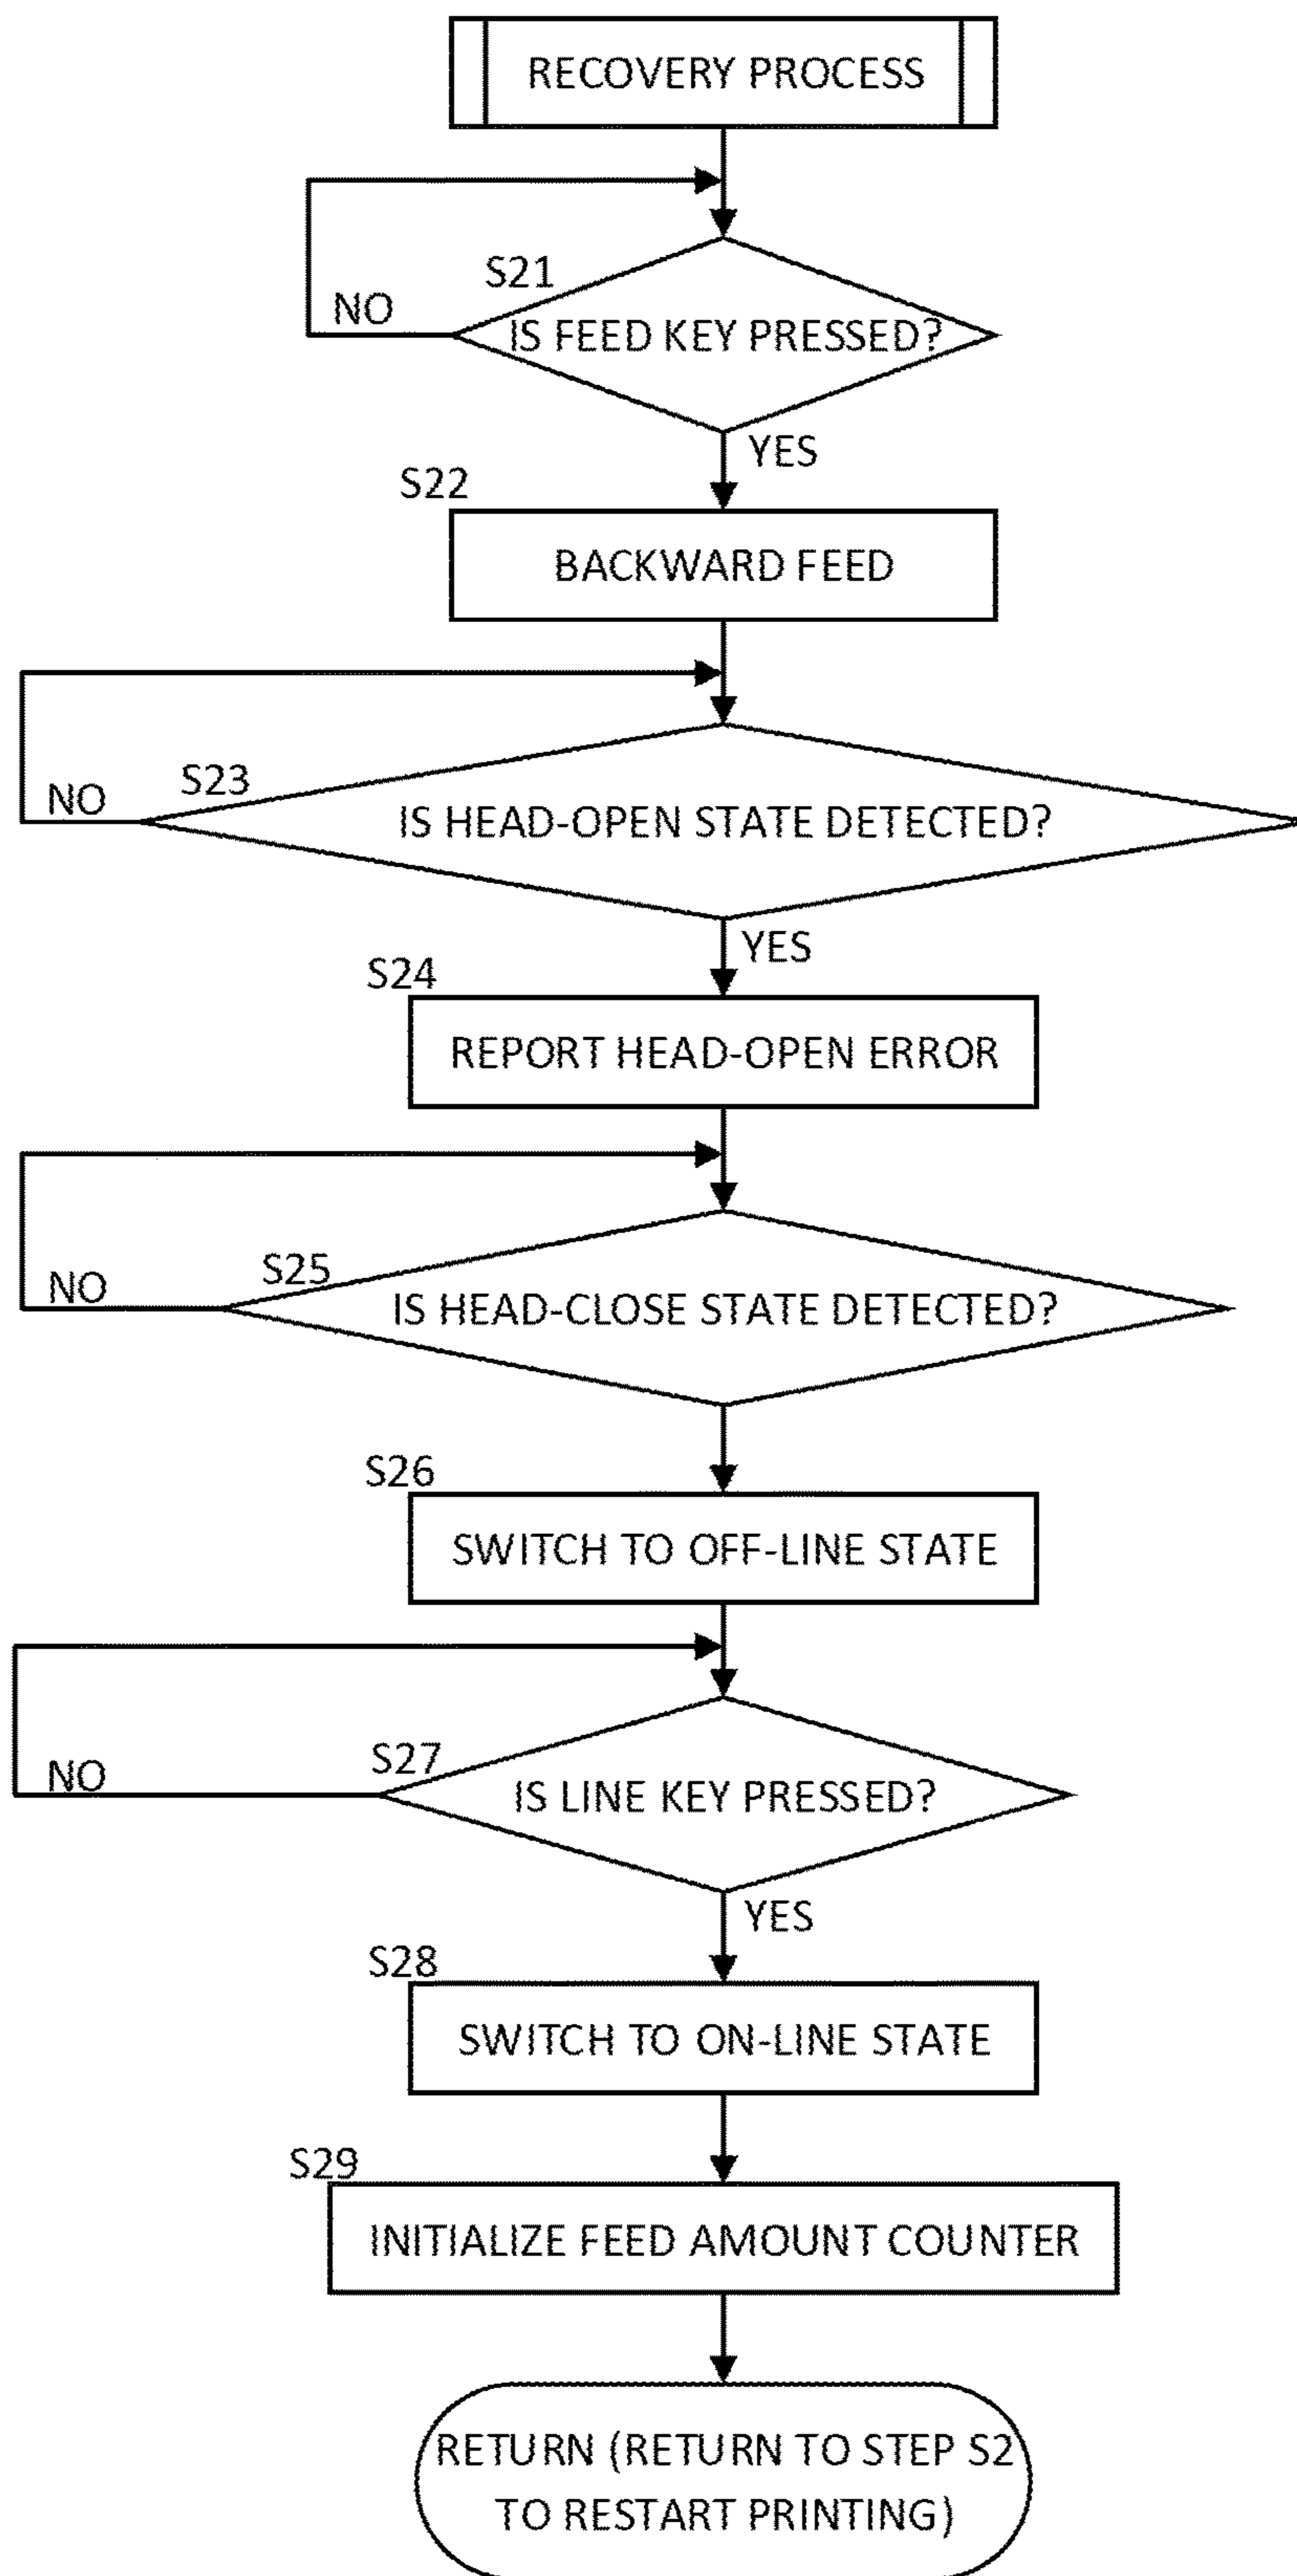 RECOVERY PROCESS
S21
NO
IS FEED KEY PRESSED?
YES
S22
BACKWARD FEED
S23
NO
IS HEAD-OPEN STATE DETECTED?
YES
S24
REPORT HEAD-OPEN ERROR
S25
NO
IS HEAD-CLOSE STATE DETECTED?
S26
SWITCH TO OFF-LINE STATE
S27
NO
IS LINE KEY PRESSED?
YES
S28
SWITCH TO ON-LINE STATE
S29
INITIALIZE FEED AMOUNT COUNTER
RETURN (RETURN TO STEP S2
TO RESTART PRINTING)